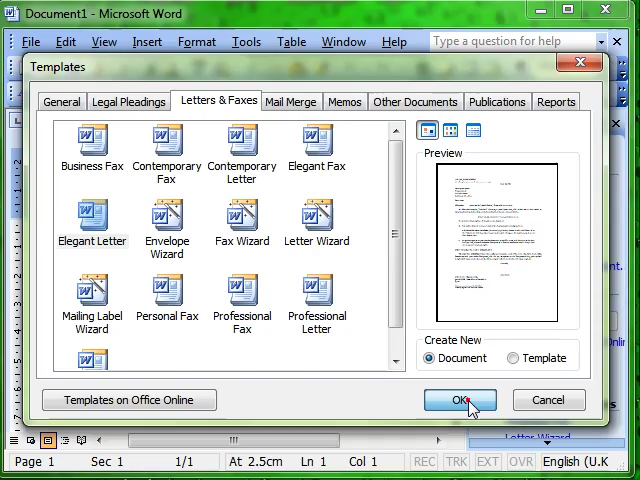 Document1 - Microsoft Word
File Edit View Insert Format Tools Table Window Help Type a question for help
Templates
General Legal Pleadings Letters & Faxes Mail Merge Memos Other Documents Publications Reports
Business Fax Contemporary Fax Contemporary Letter Elegant Fax
Elegant Letter Envelope Wizard Fax Wizard Letter Wizard
Mailing Label Wizard Personal Fax Professional Fax Professional Letter
Preview
Create New
Document Template
Templates on Office Online OK Cancel
Letter Wizard
Page 1 Sec 1 1/1 At 2.5cm Ln 1 Col 1 REC TRK EXT OVR English (U.K